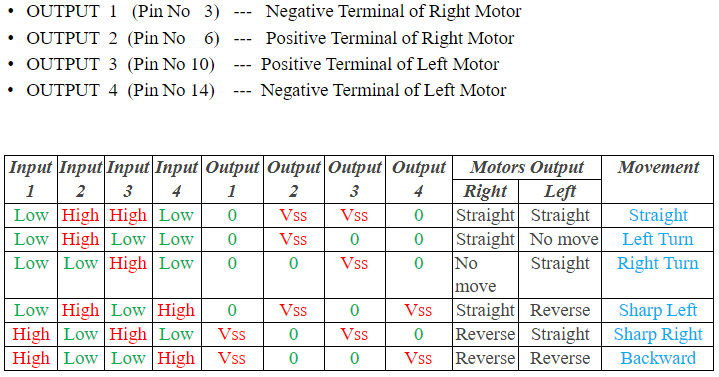 • OUTPUT 1 (Pin No 3) --- Negative Terminal of Right Motor
• OUTPUT 2 (Pin No 6) --- Positive Terminal of Right Motor
• OUTPUT 3 (Pin No 10) --- Positive Terminal of Left Motor
• OUTPUT 4 (Pin No 14) --- Negative Terminal of Left Motor
Input Input Input Input Output Output Output Output Motors Output Movement
1 2 3 4 1 2 3 4 Right Left
Low High High Low 0 Vss Vss 0 Straight Straight Straight
Low High Low Low 0 Vss 0 0 Straight No move Left Turn
Low Low High Low 0 0 Vss 0 No Straight Right Turn
move
Low High Low High 0 Vss 0 Vss Straight Reverse Sharp Left
High Low High Low Vss 0 Vss 0 Reverse Straight Sharp Right
High Low Low High Vss 0 0 Vss Reverse Reverse Backward